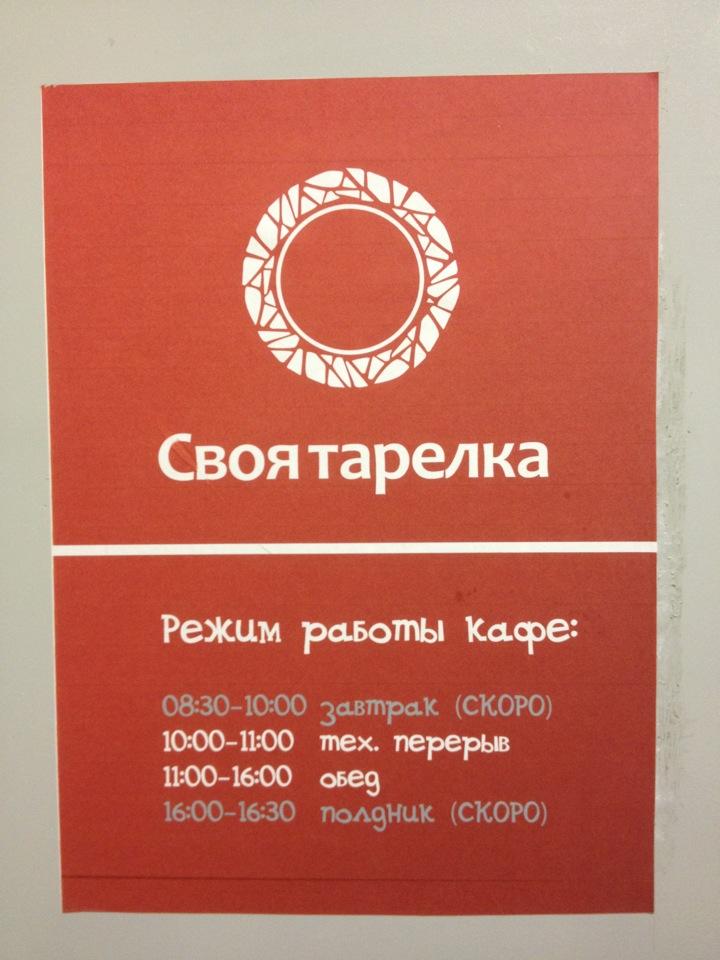 Своя тарелка
Режим работы кафе:
08:30-10:00 завтрак (СКОРО)
10:00-11:00 тех. перерыв
11:00-16:00 обед
16:00-16:30 полдник (СКОРО)